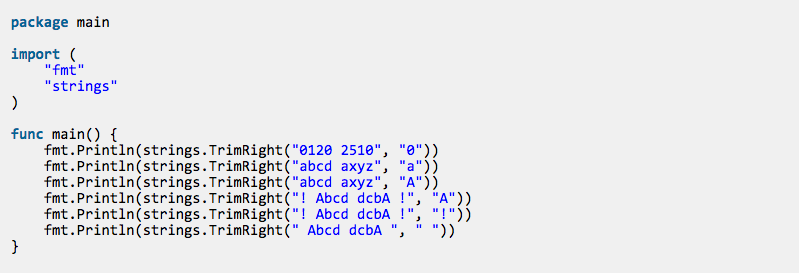 package main
import (
"fmt"
"strings"
)
func main() {
fmt.Println(strings.TrimRight("0120 2510", "0"))
fmt.Println(strings.TrimRight("abcd axyz", "a"))
fmt.Println(strings.TrimRight("abcd axyz", "A"))
fmt.Println(strings.TrimRight("! Abcd dcbA !", "A"))
fmt.Println(strings.TrimRight("! Abcd dcbA !", "!"))
fmt.Println(strings.TrimRight(" Abcd dcbA ", " "))
}